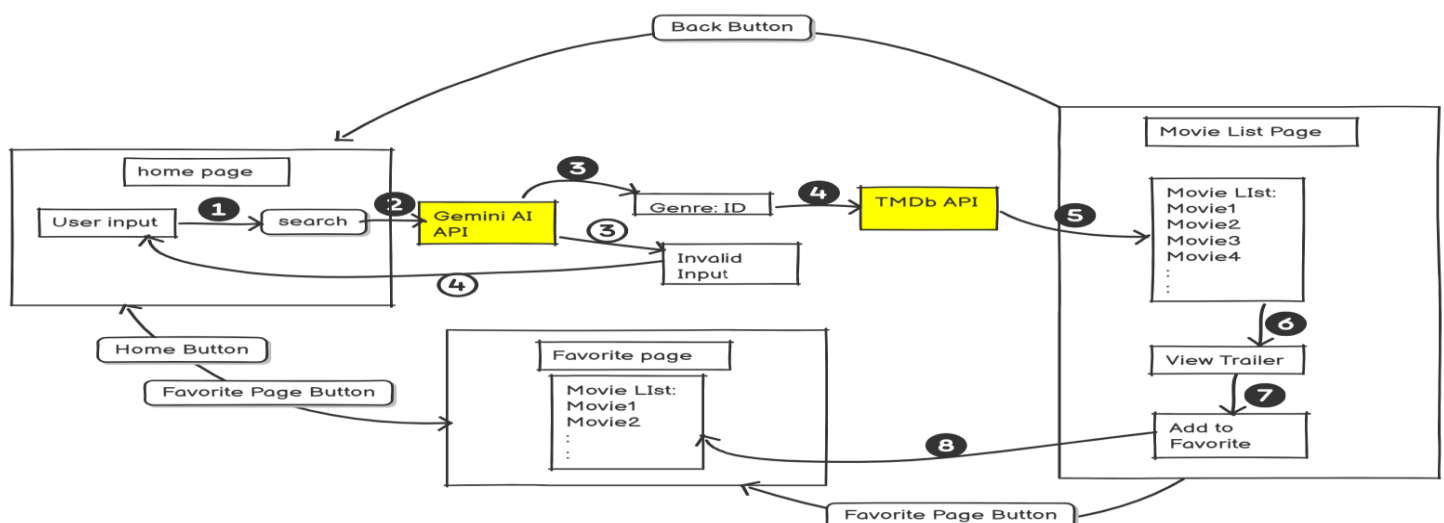 Back Button
home page
User input
1
search
2
Gemini AI
API
3
Genre: ID
4
TMDb API
3
Invalid
Input
4
5
Movie List Page
Movie LIst:
Movie1
Movie2
Movie3
Movie4
:
:
6
View Trailer
7
Add to
Favorite
8
Home Button
Favorite Page Button
Favorite page
Movie LIst:
Movie1
Movie2
:
:
Favorite Page Button